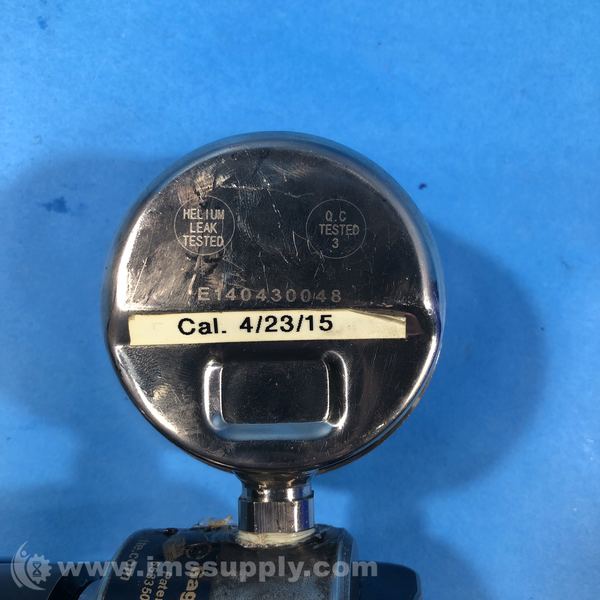 HELIUM
LEAK
TESTED
Q.C
TESTED
3
E140430048
Cal. 4/23/15
www.imssupply.com